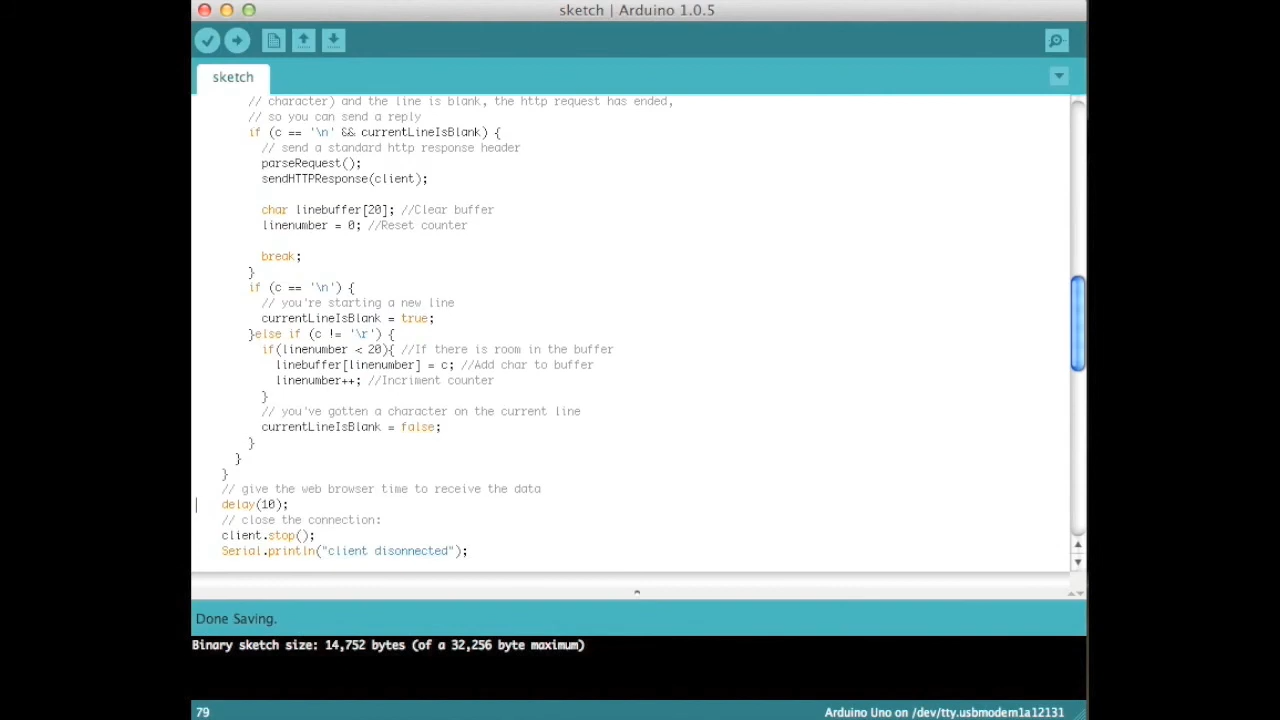 sketch | Arduino 1.0.5
sketch
// character) and the line is blank, the http request has ended,
// so you can send a reply
if (c == '\n' && currentLineIsBlank) {
// send a standard http response header
parseRequest();
sendHTTPResponse(client);
char linebuffer[20]; //Clear buffer
linenumber = 0; //Reset counter
break;
}
if (c == '\n') {
// you're starting a new line
currentLineIsBlank = true;
}else if (c != '\r') {
if(linenumber < 20){ //If there is room in the buffer
linebuffer[linenumber] = c; //Add char to buffer
linenumber++; //Incriment counter
}
// you've gotten a character on the current line
currentLineIsBlank = false;
}
}
}
// give the web browser time to receive the data
delay(10);
// close the connection:
client.stop();
Serial.println("client disonnected");
Done Saving.
Binary sketch size: 14,752 bytes (of a 32,256 byte maximum)
79
Arduino Uno on /dev/tty.usbmodem1a12131